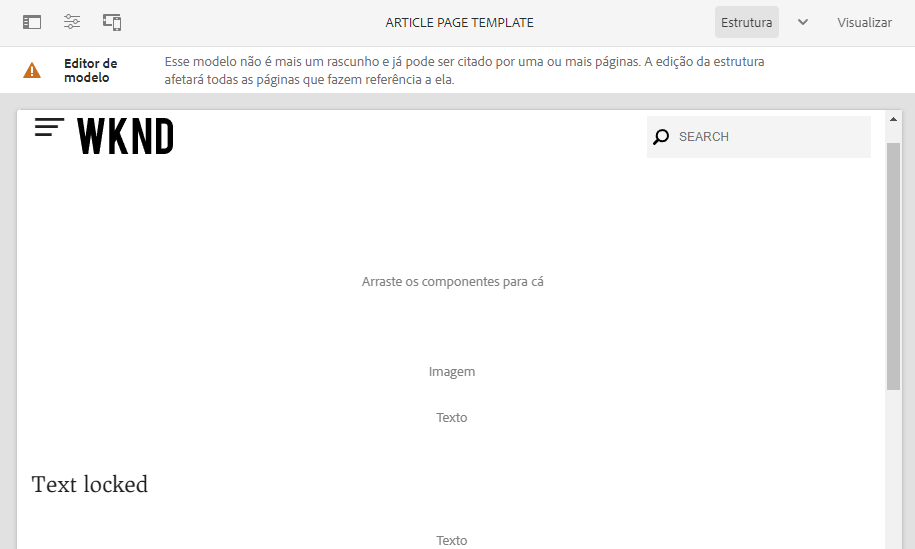 ARTICLE PAGE TEMPLATE
Estrutura
Visualizar
Editor de
modelo
Esse modelo não é mais um rascunho e já pode ser citado por uma ou mais páginas. A edição da estrutura
afetará todas as páginas que fazem referência a ela.
WKND
SEARCH
Arraste os componentes para cá
Imagem
Texto
Text locked
Texto